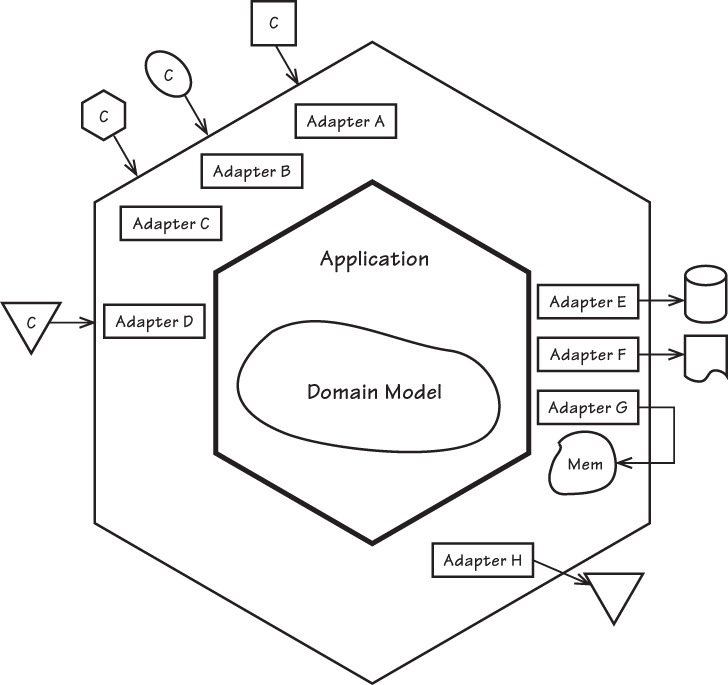 C
C
C
Adapter A
Adapter B
Adapter C
Application
Adapter E
C
Adapter D
Adapter F
Domain Model
Adapter G
Mem
Adapter H